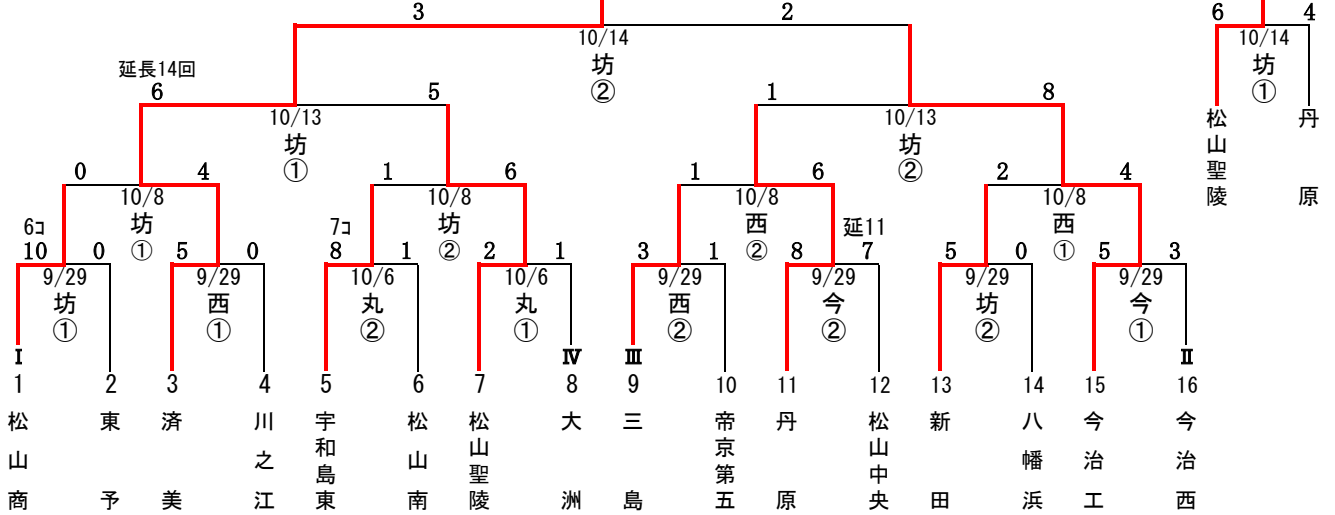 3 2 6 4
10/14 10/14
坊 坊
② ①
延長14回
6 5 1 8
10/13 10/13
坊 坊
① ②
松山聖陵 丹原
0 4 1 6 1 6 2 4
10/8 10/8 10/8 10/8
坊 坊 西 西
① ② ② ①
6コ 7コ 延11
10 0 5 0 8 1 2 1 3 1 8 7 5 0 5 3
9/29 9/29 10/6 10/6 9/29 9/29 9/29 9/29
坊 西 丸 丸 西 今 坊 今
① ① ② ① ② ② ② ①
Ⅰ Ⅳ Ⅲ Ⅱ
1 2 3 4 5 6 7 8 9 10 11 12 13 14 15 16
松山商 東予 済美 川之江 宇和島東 松山南 松山聖陵 大洲 三島 帝京第五 丹原 松山中央 新田 八幡浜 今治工 今治西